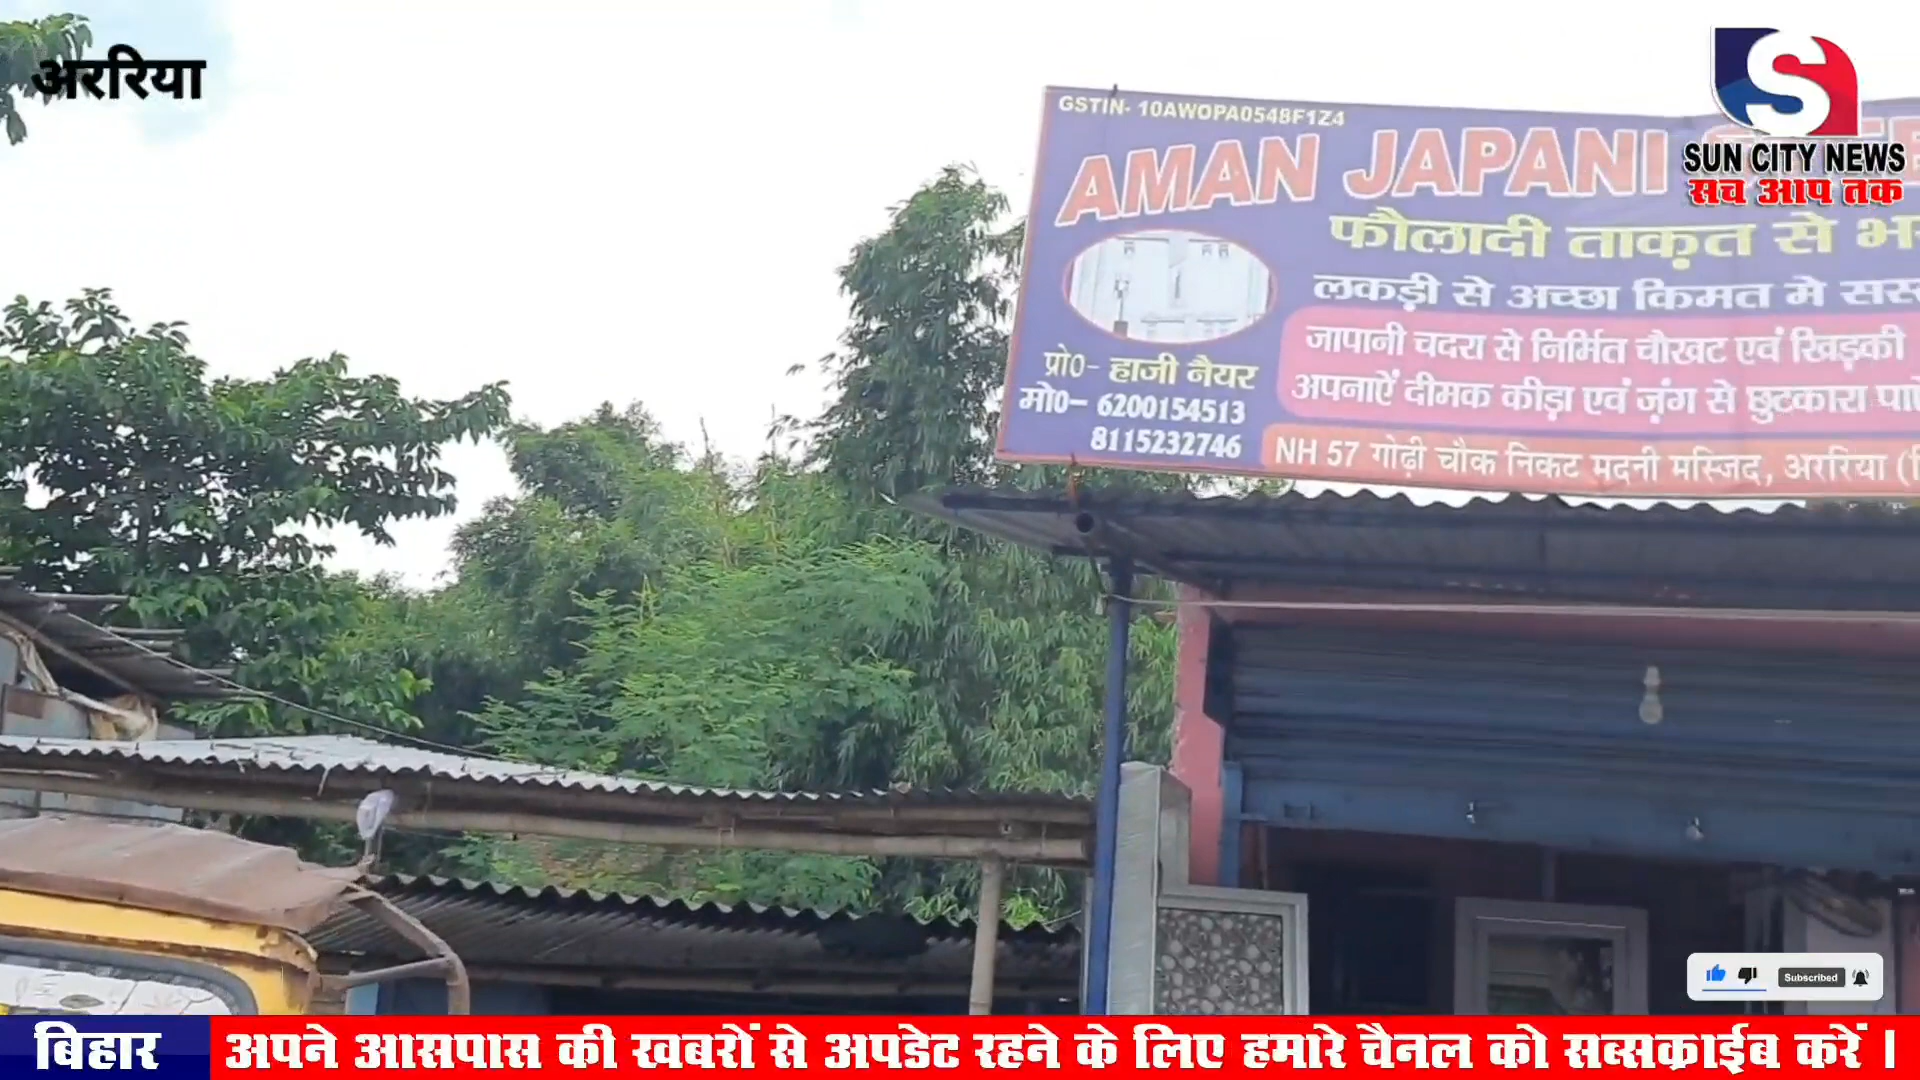 अररिया
GSTIN- 10AWOPA0548F1Z4
AMAN JAPANI
SUN CITY NEWS
सच आप तक
फौलादी ताक़त से
लकड़ी से अच्छा किमत मे
जापानी चदरा से निर्मित चौखट एवं खिड़की
अपनाऐं दीमक कीड़ा एवं ज़ंग से छुटकारा
प्रो0- हाजी नैयर
मो0- 6200154513
8115232746
NH 57 गोढ़ी चौक निकट मदनी मस्जिद, अररिया
Subscribed
बिहार
अपने आसपास की खबरों से अपडेट रहने के लिए हमारे चैनल को सब्सक्राईब करें ।